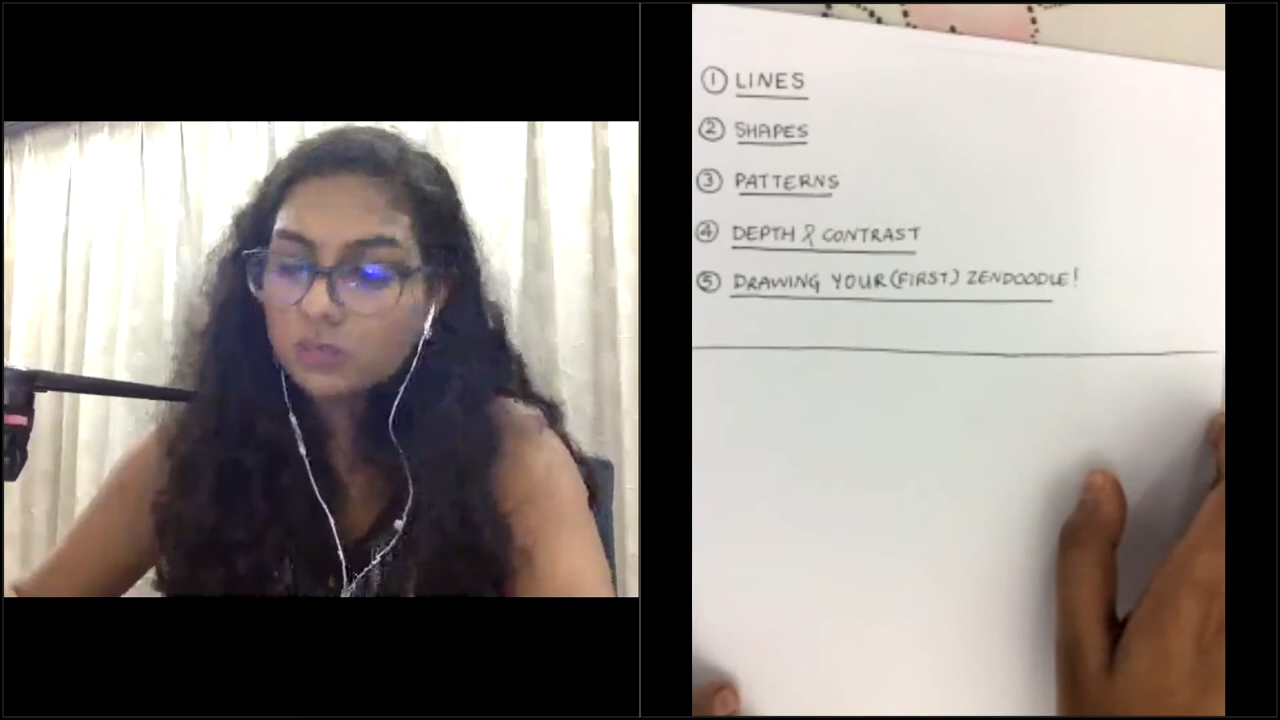 ① LINES
② SHAPES
③ PATTERNS
④ DEPTH & CONTRAST
⑤ DRAWING YOUR (FIRST) ZENDOODLE!